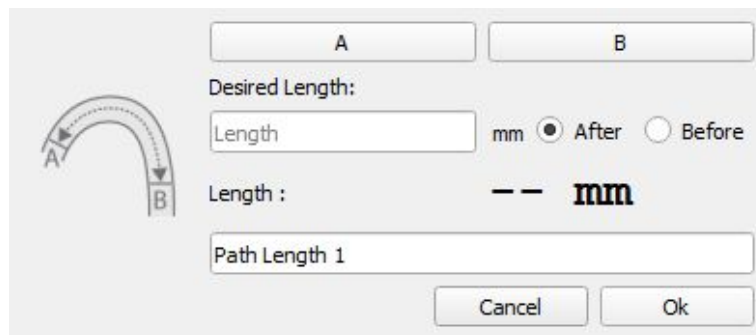 A B
Desired Length:
Length mm After Before
A
B
Length : -- mm
Path Length 1
Cancel Ok